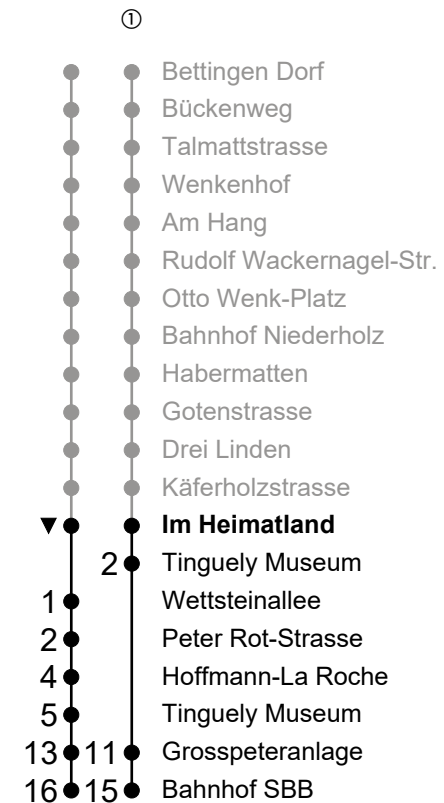 ①
Bettingen Dorf
Bückenweg
Talmattstrasse
Wenkenhof
Am Hang
Rudolf Wackernagel-Str.
Otto Wenk-Platz
Bahnhof Niederholz
Habermatten
Gotenstrasse
Drei Linden
Käferholzstrasse
▼ Im Heimatland
2 Tinguely Museum
1 Wettsteinallee
2 Peter Rot-Strasse
4 Hoffmann-La Roche
5 Tinguely Museum
13 11 Grosspeteranlage
16 15 Bahnhof SBB